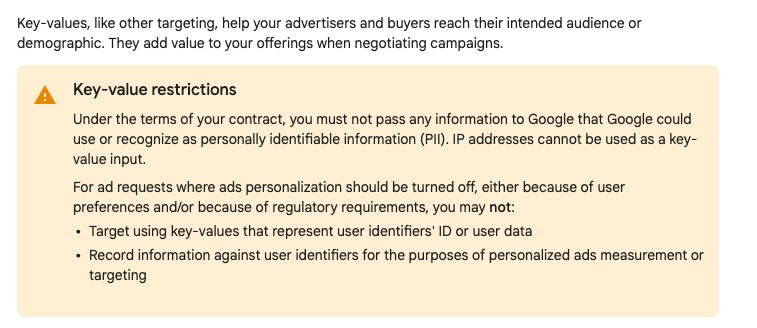 Key-values, like other targeting, help your advertisers and buyers reach their intended audience or
demographic. They add value to your offerings when negotiating campaigns.
Key-value restrictions
Under the terms of your contract, you must not pass any information to Google that Google could
use or recognize as personally identifiable information (PII). IP addresses cannot be used as a key-
value input.
For ad requests where ads personalization should be turned off, either because of user
preferences and/or because of regulatory requirements, you may not:
• Target using key-values that represent user identifiers' ID or user data
• Record information against user identifiers for the purposes of personalized ads measurement or
targeting